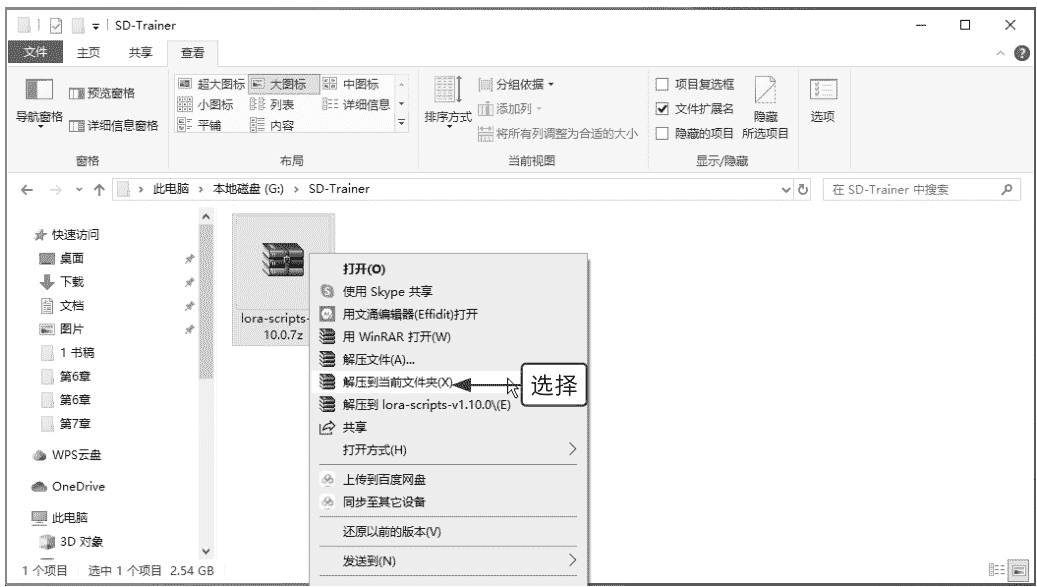 SD-Trainer
文件 主页 共享 查看
导航窗格 预览窗格 详细信息窗格
窗格
超大图标 大图标 中图标
小图标 列表 详细信息
平铺 内容
布局
排序方式 分组依据
添加列
将所有列调整为合适的大小
当前视图
项目复选框
文件扩展名
隐藏的项目
隐藏
所选项目
显示/隐藏
选项
此电脑 › 本地磁盘 (G:) › SD-Trainer
在 SD-Trainer 中搜索
快速访问
桌面
下载
文档
图片
1 书稿
第6章
第6章
第7章
WPS云盘
OneDrive
此电脑
3D 对象
lora-scripts-
10.0.7z
打开(O)
使用 Skype 共享
用文涌编辑器(Effidit)打开
用 WinRAR 打开(W)
解压文件(A)...
解压到当前文件夹(X)
选择
解压到 lora-scripts-v1.10.0\(E)
共享
打开方式(H)
上传到百度网盘
同步至其它设备
还原以前的版本(V)
发送到(N)
1 个项目 选中 1 个项目 2.54 GB